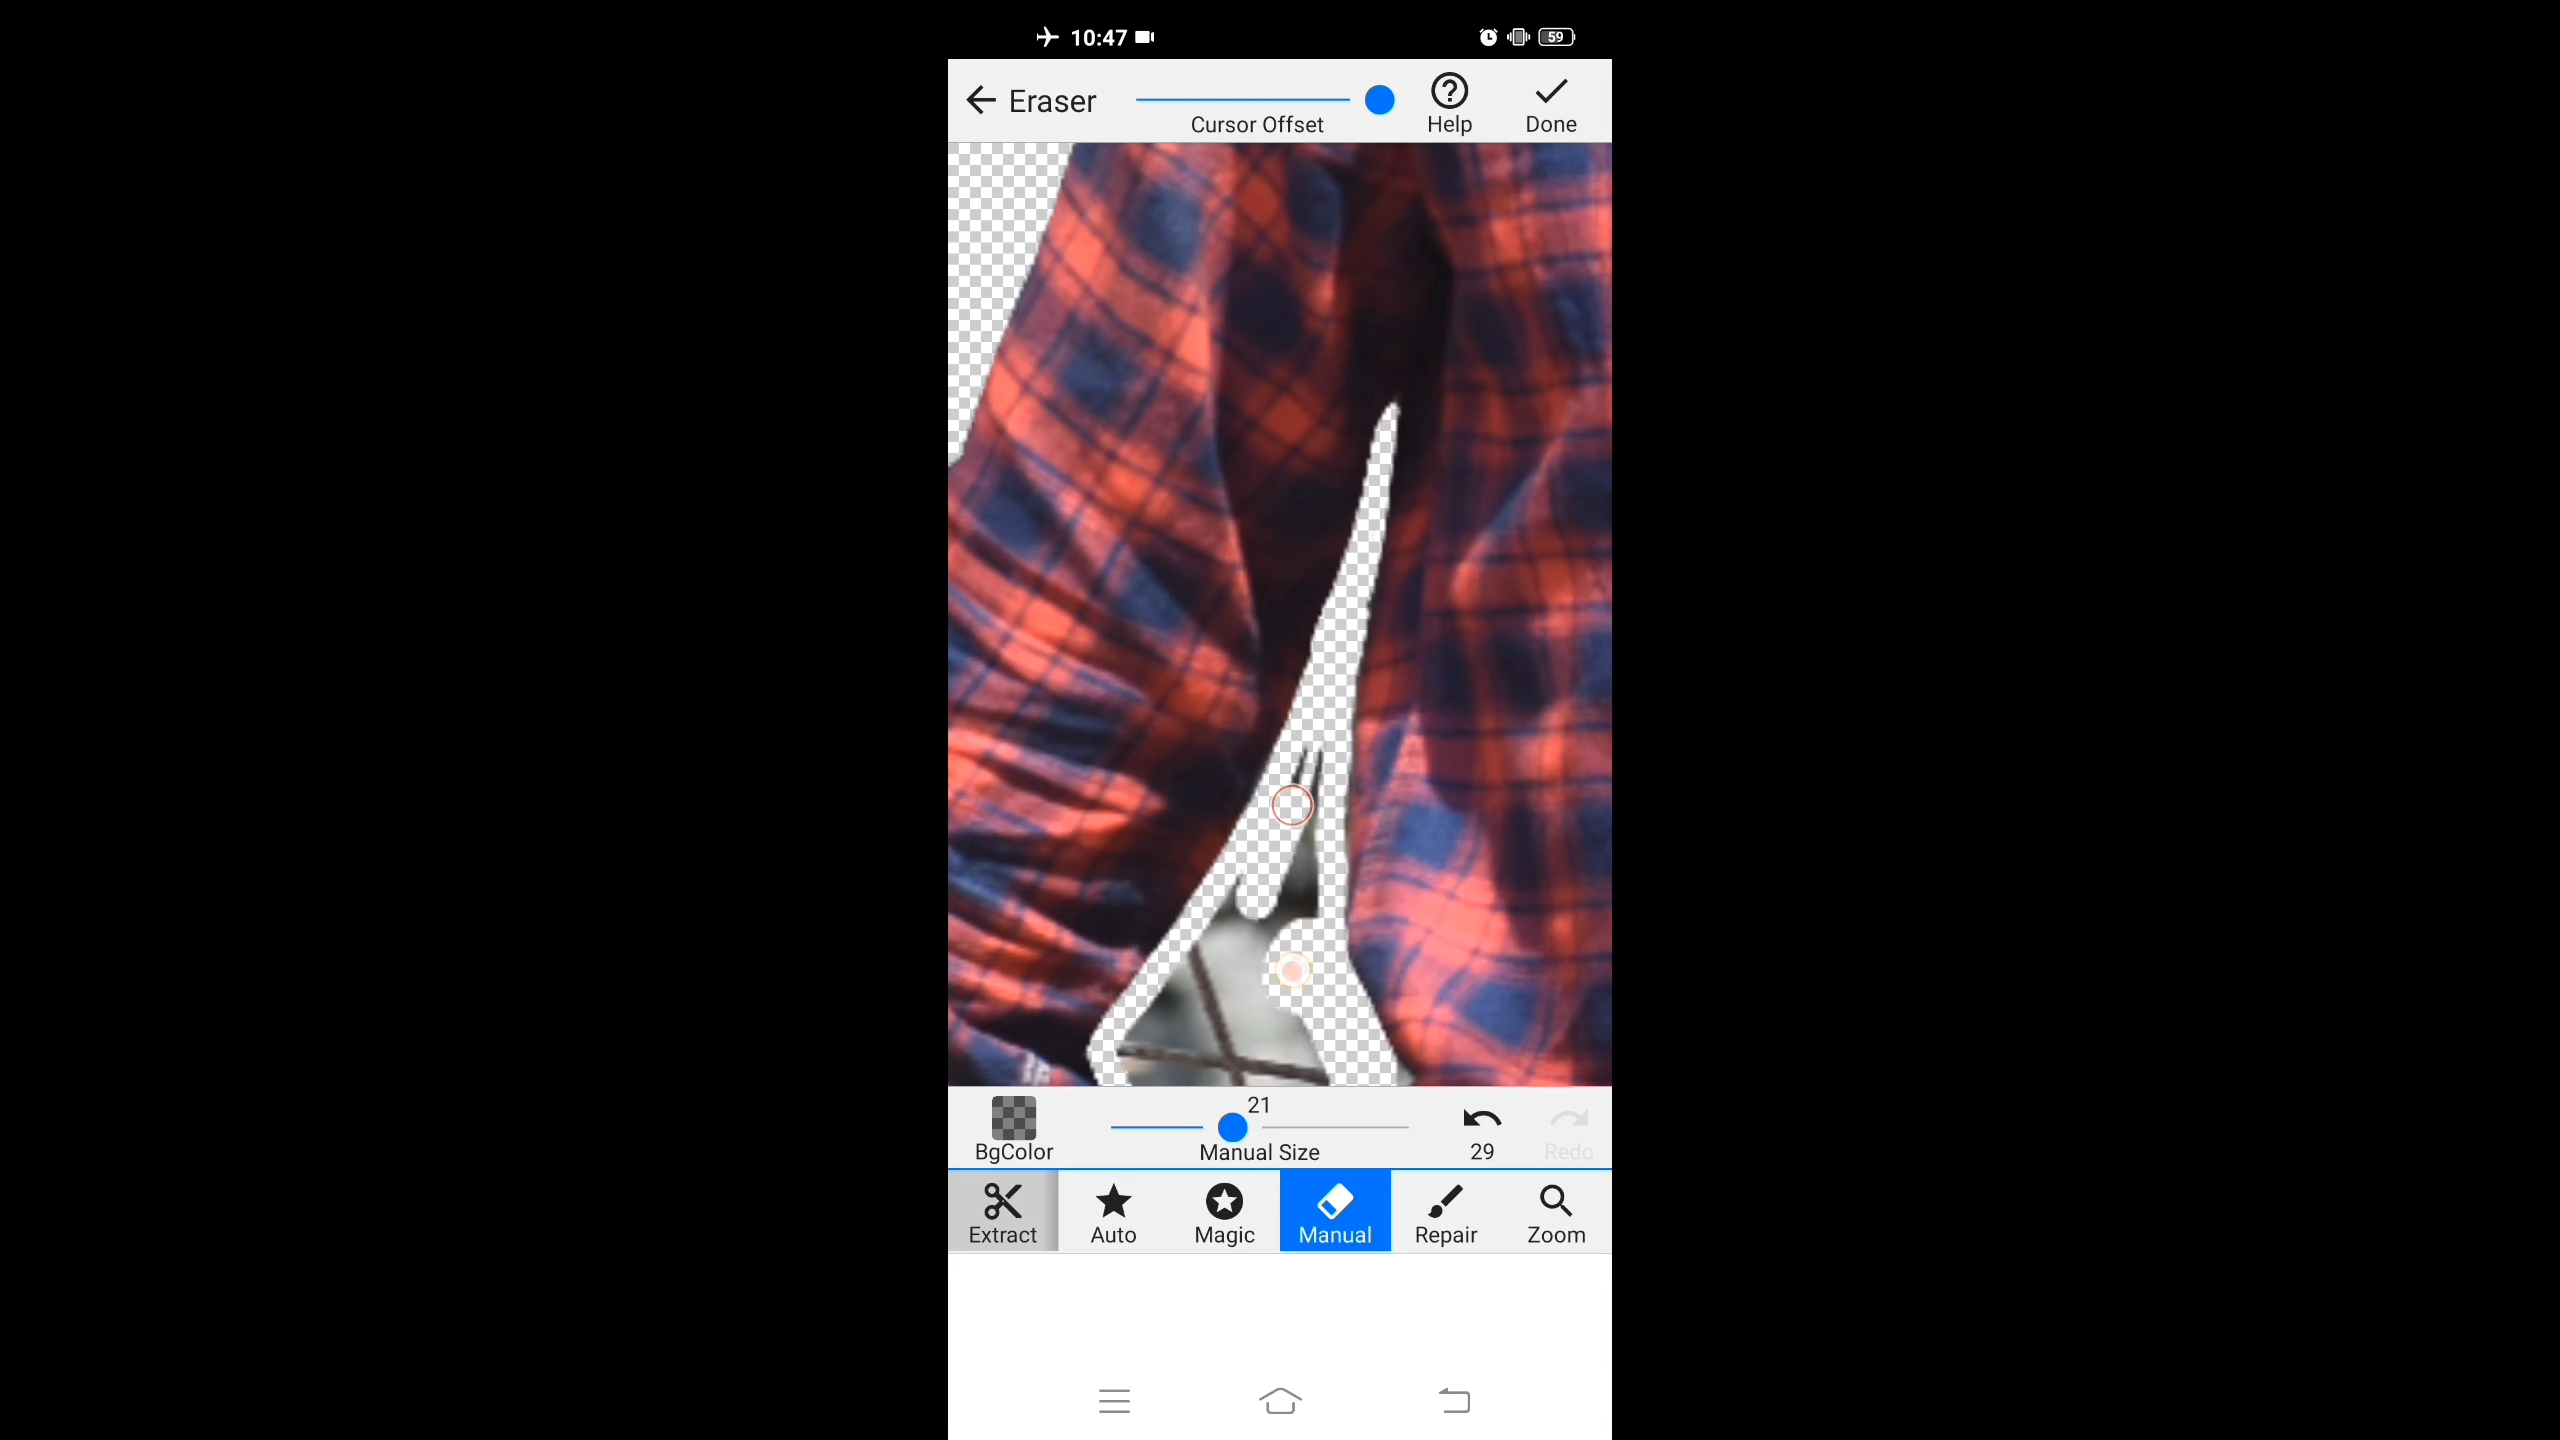 10:47
59
Eraser
Cursor Offset
Help
Done
21
BgColor
Manual Size
29
Redo
Extract
Auto
Magic
Manual
Repair
Zoom